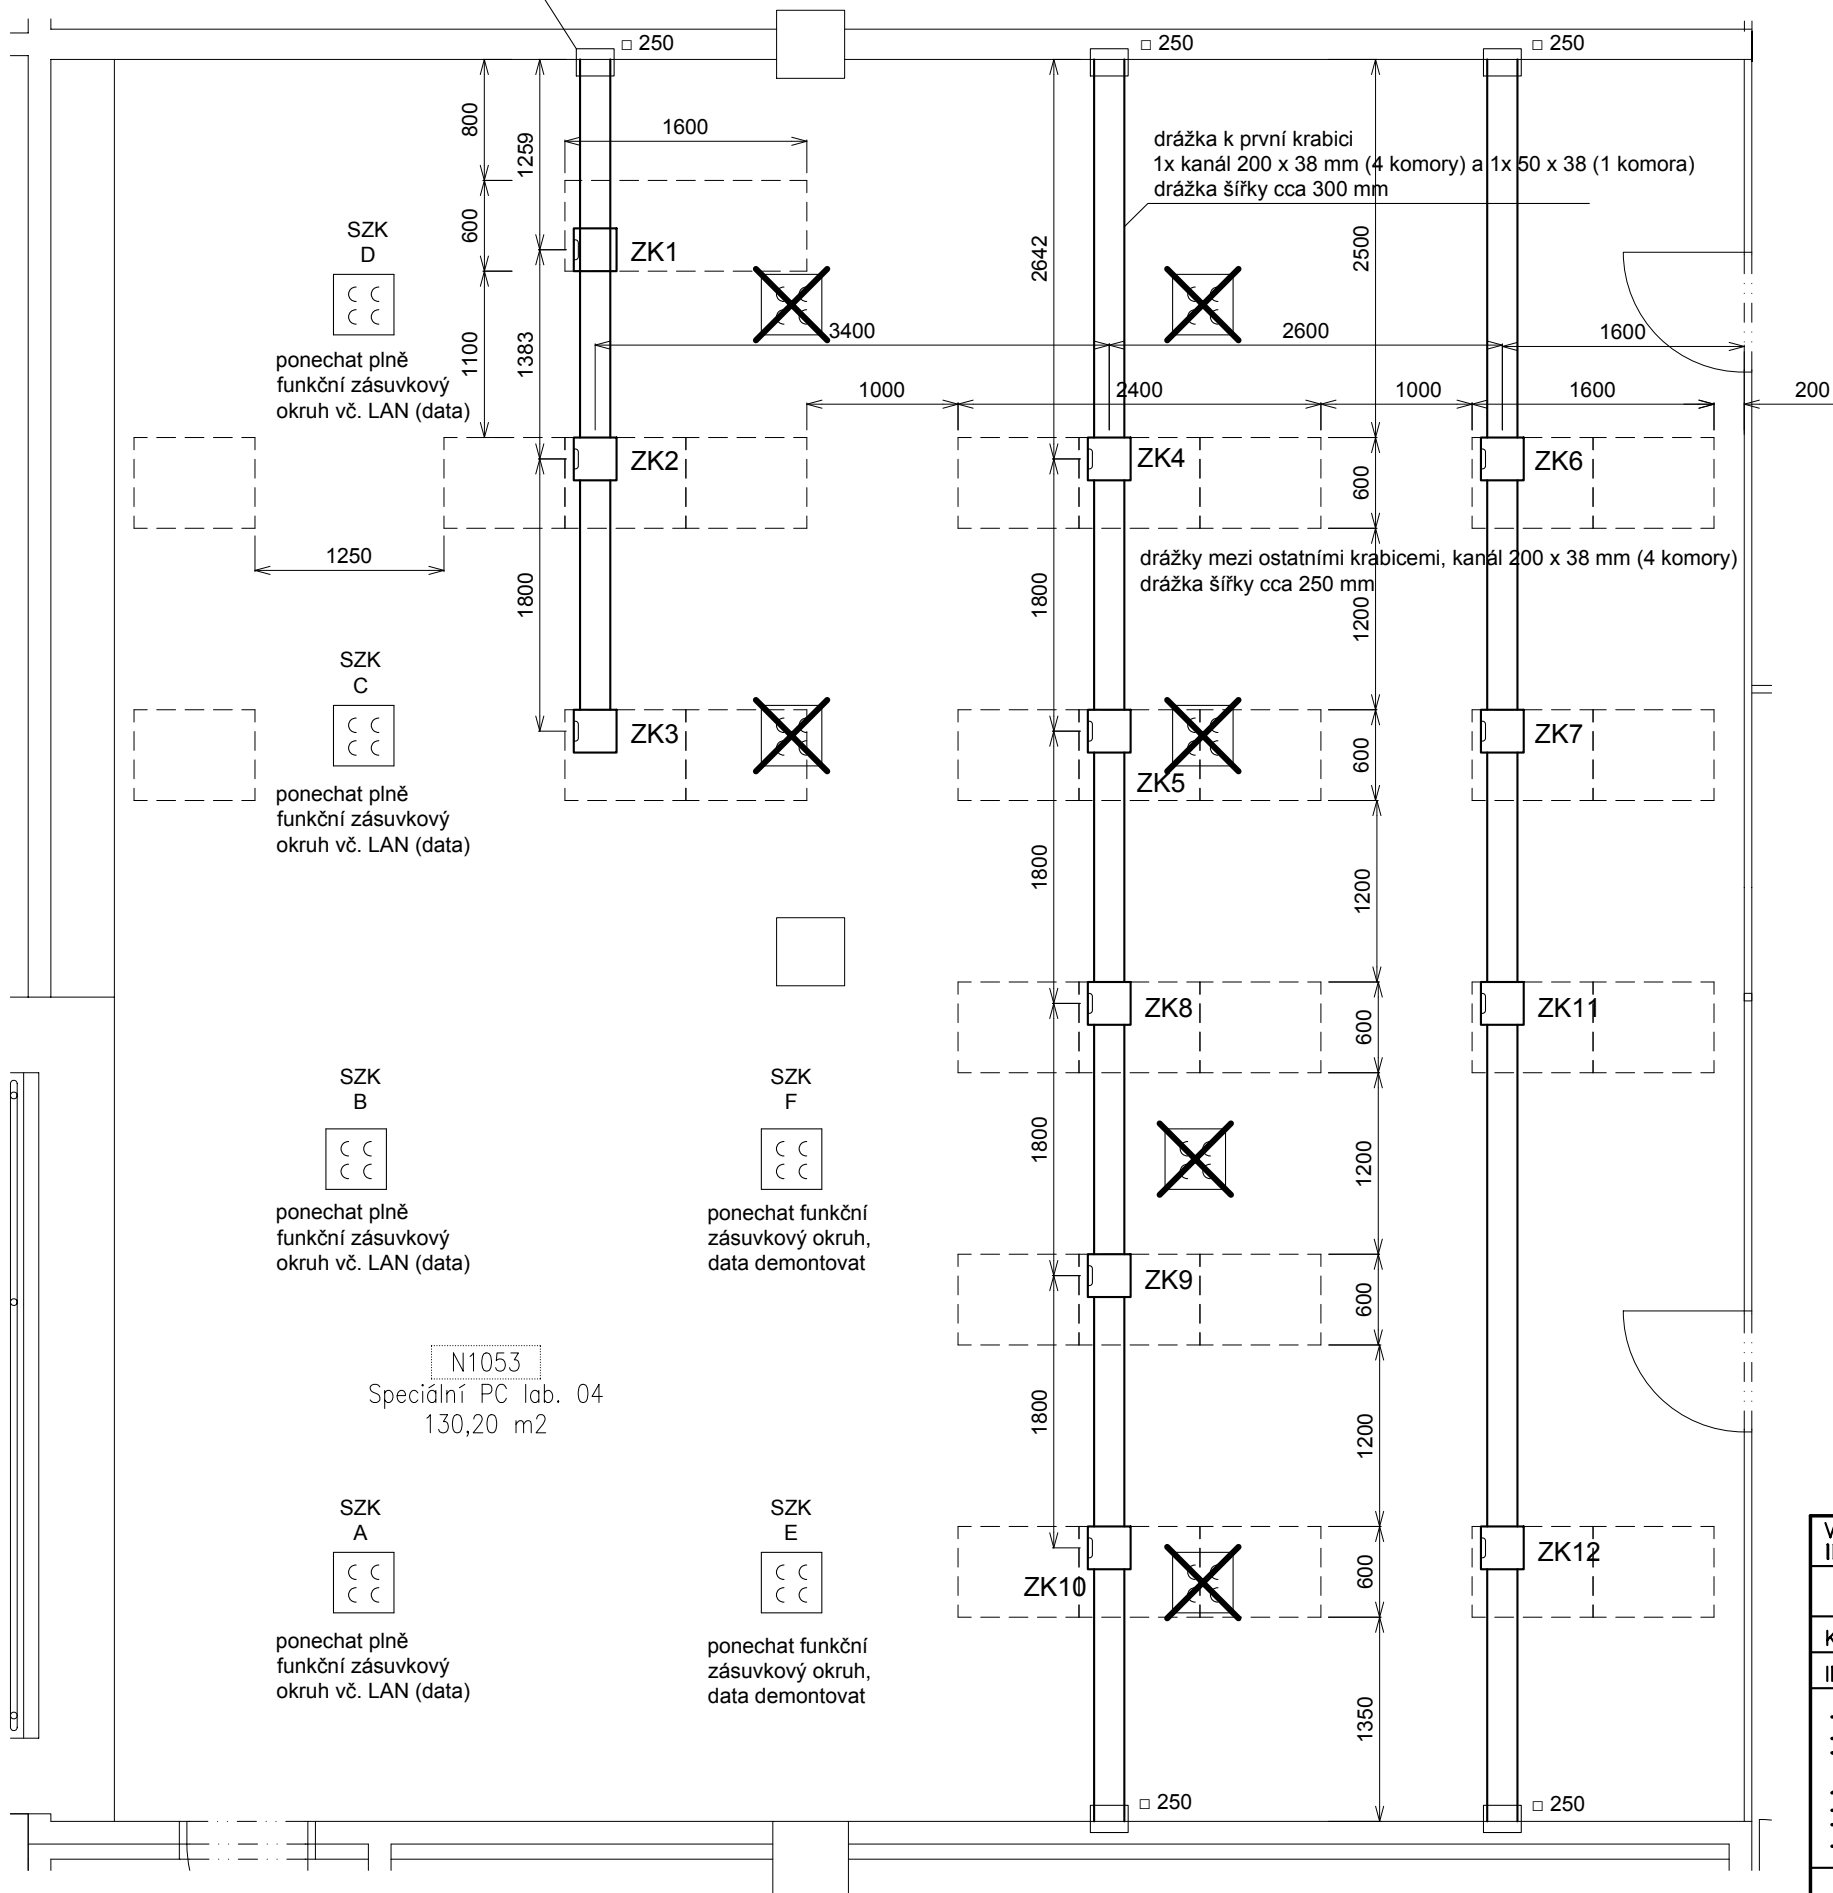 □ 250
□ 250
□ 250
800
1259
1600
drážka k první krabici
1x kanál 200 x 38 mm (4 komory) a 1x 50 x 38 (1 komora)
drážka šířky cca 300 mm
600
SZK
D
ZK1
2642
2500
1100
1383
3400
2600
1600
ponechat plně
funkční zásuvkový
okruh vč. LAN (data)
1000
2400
1000
1600
200
ZK2
ZK4
ZK6
600
1250
drážky mezi ostatními krabicemi, kanál 200 x 38 mm (4 komory)
drážka šířky cca 250 mm
1800
1800
1200
SZK
C
ZK3
ZK5
ZK7
600
ponechat plně
funkční zásuvkový
okruh vč. LAN (data)
1800
1200
ZK8
ZK11
600
SZK
B
SZK
F
1800
1200
ponechat plně
funkční zásuvkový
okruh vč. LAN (data)
ponechat funkční
zásuvkový okruh,
data demontovat
ZK9
600
N1053
Speciální PC lab. 04
130,20 m2
1800
1200
SZK
A
SZK
E
ZK10
ZK12
600
ponechat plně
funkční zásuvkový
okruh vč. LAN (data)
ponechat funkční
zásuvkový okruh,
data demontovat
1350
□ 250
□ 250